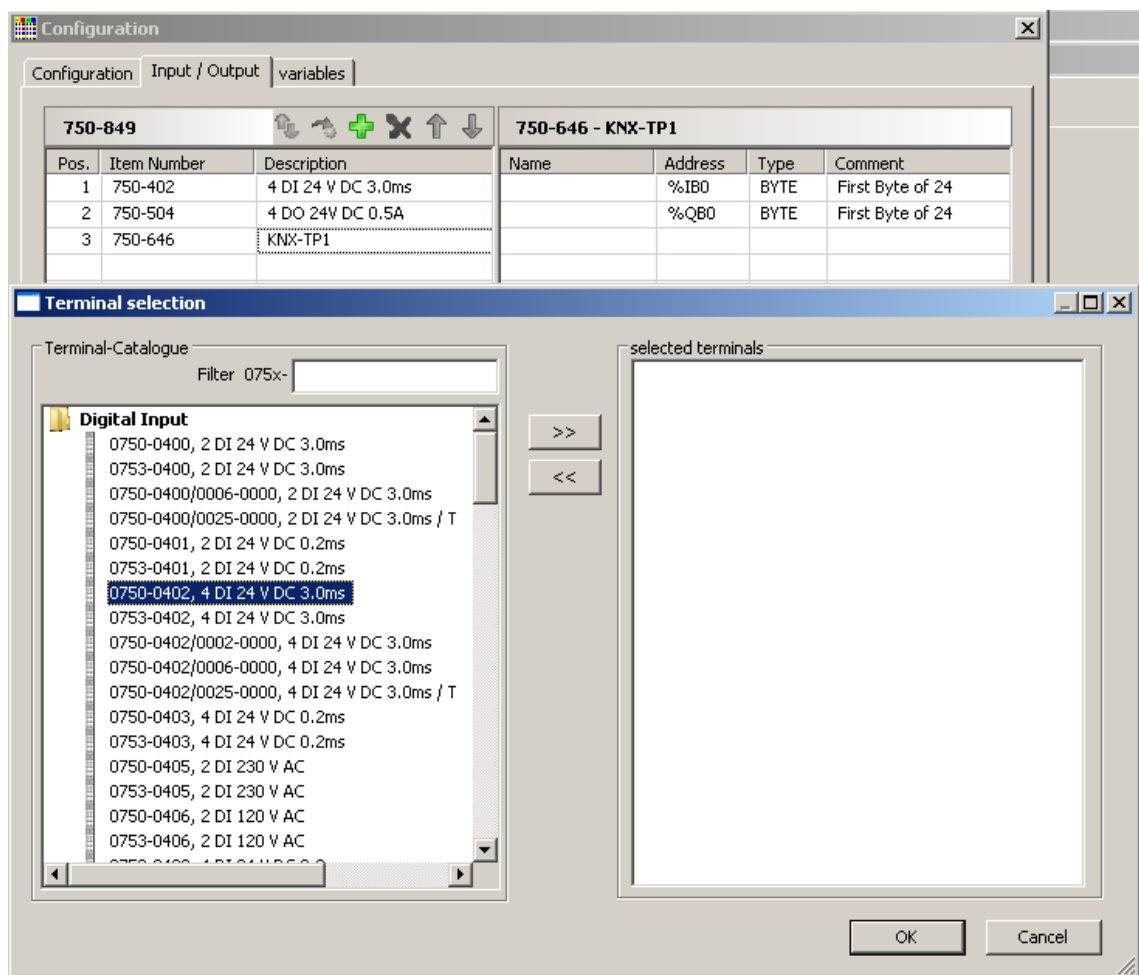 Configuration
Configuration Input / Output variables
750-849
750-646 - KNX-TP1
Pos. Item Number Description
Name Address Type Comment
1 750-402 4 DI 24 V DC 3.0ms
%IB0 BYTE First Byte of 24
2 750-504 4 DO 24V DC 0.5A
%QB0 BYTE First Byte of 24
3 750-646 KNX-TP1
Terminal selection
Terminal-Catalogue
selected terminals
Filter 075x-
Digital Input
0750-0400, 2 DI 24 V DC 3.0ms
0753-0400, 2 DI 24 V DC 3.0ms
0750-0400/0006-0000, 2 DI 24 V DC 3.0ms
0750-0400/0025-0000, 2 DI 24 V DC 3.0ms / T
0750-0401, 2 DI 24 V DC 0.2ms
0753-0401, 2 DI 24 V DC 0.2ms
0750-0402, 4 DI 24 V DC 3.0ms
0753-0402, 4 DI 24 V DC 3.0ms
0750-0402/0002-0000, 4 DI 24 V DC 3.0ms
0750-0402/0006-0000, 4 DI 24 V DC 3.0ms
0750-0402/0025-0000, 4 DI 24 V DC 3.0ms / T
0750-0403, 4 DI 24 V DC 0.2ms
0753-0403, 4 DI 24 V DC 0.2ms
0750-0405, 2 DI 230 V AC
0753-0405, 2 DI 230 V AC
0750-0406, 2 DI 120 V AC
0753-0406, 2 DI 120 V AC
>>
<<
OK Cancel